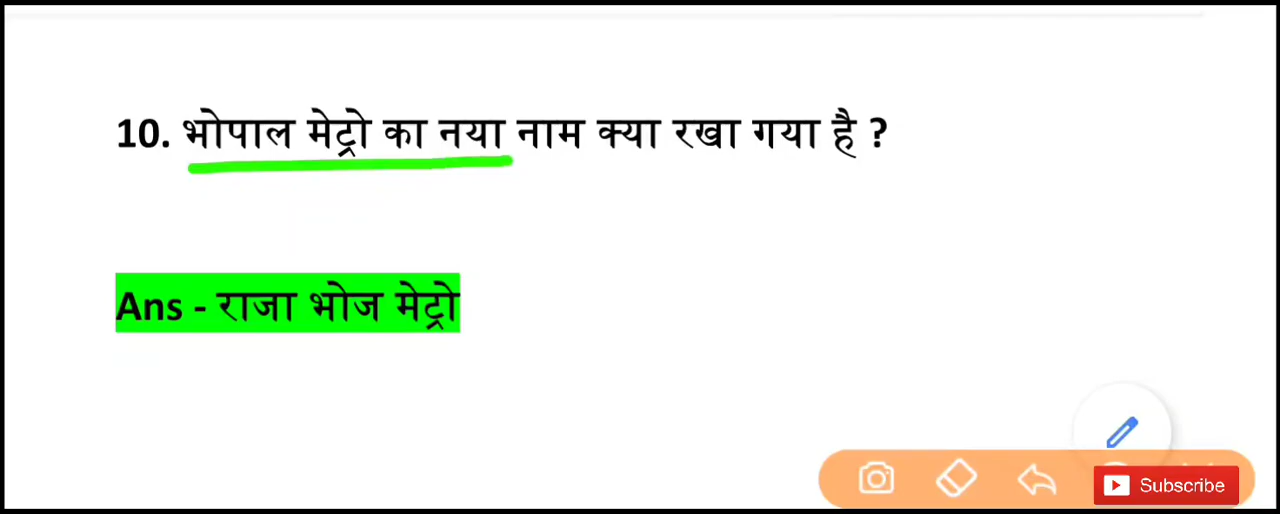 10. भोपाल मेट्रो का नया नाम क्या रखा गया है ?
Ans - राजा भोज मेट्रो
Subscribe